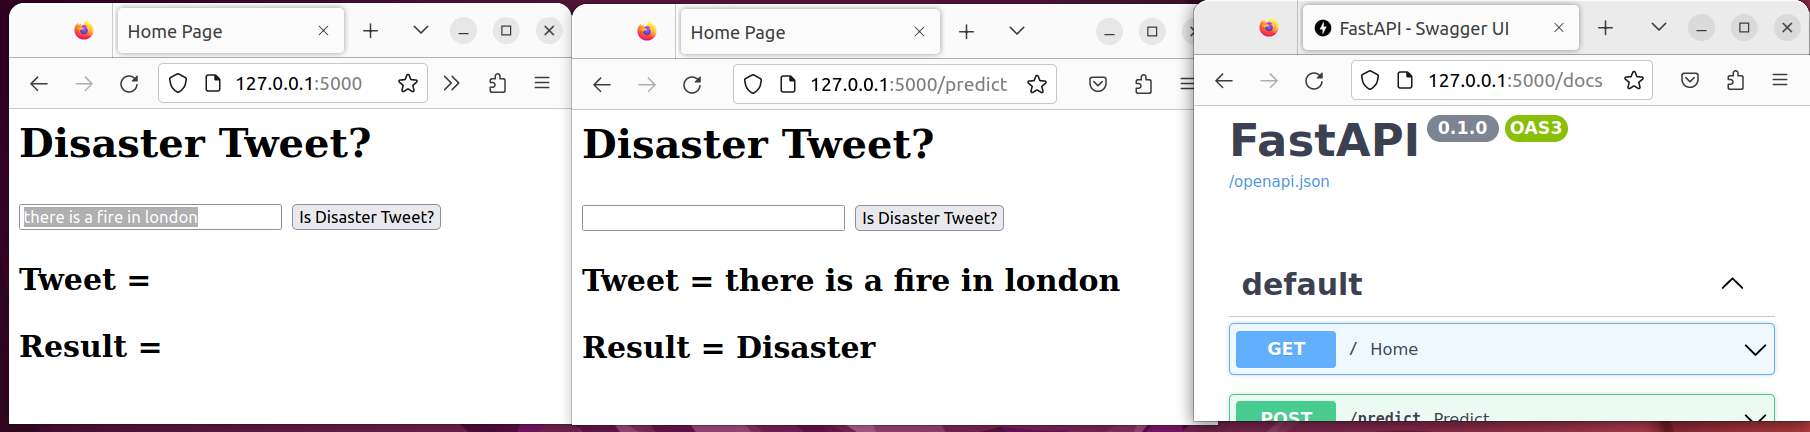 Home Page
127.0.0.1:5000
Disaster Tweet?
there is a fire in london
Is Disaster Tweet?
Tweet =
Result =
Home Page
127.0.0.1:5000/predict
Disaster Tweet?
Is Disaster Tweet?
Tweet = there is a fire in london
Result = Disaster
FastAPI - Swagger UI
127.0.0.1:5000/docs
FastAPI 0.1.0 OAS3
/openapi.json
default
GET / Home
POST /predict Predict